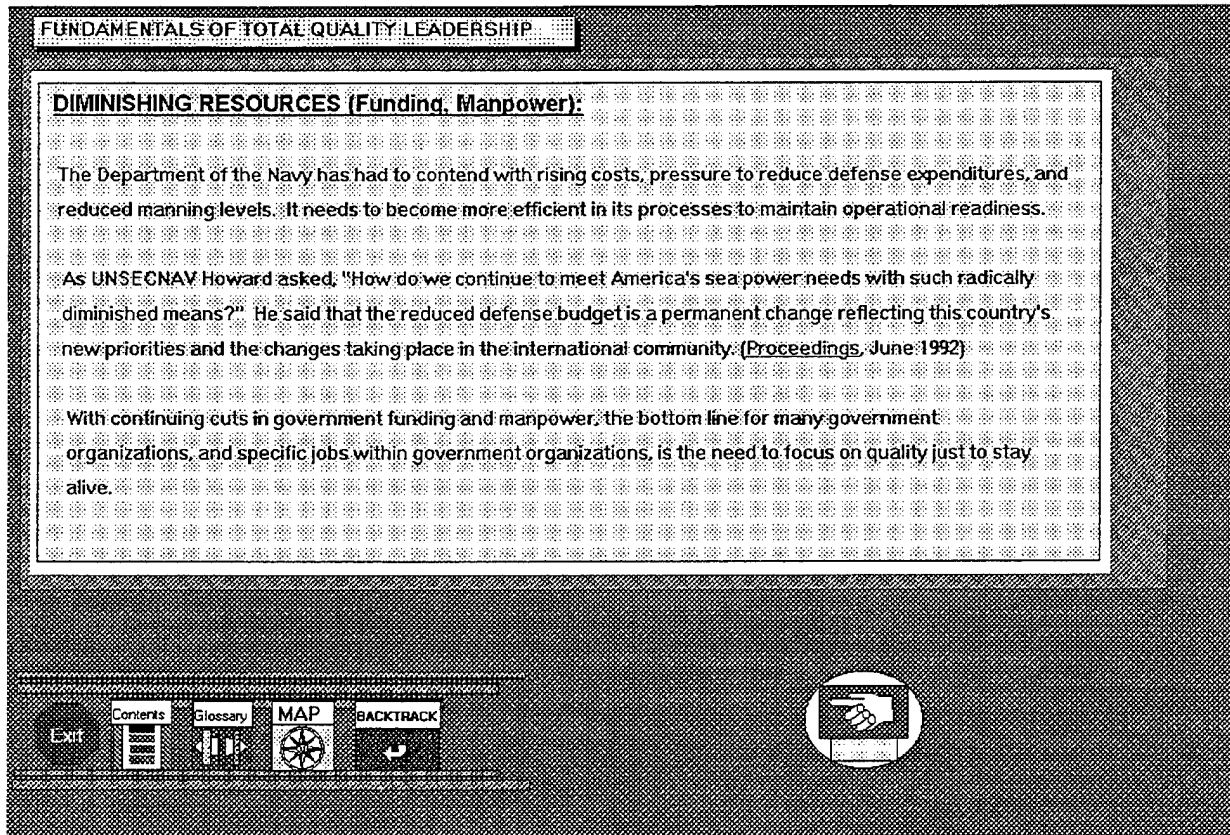 FUNDAMENTALS OF TOTAL QUALITY LEADERSHIP
DIMINISHING RESOURCES (Funding, Manpower):
The Department of the Navy has had to contend with rising costs, pressure to reduce defense expenditures, and
reduced manning levels. It needs to become more efficient in its processes to maintain operational readiness.
As UNSECNAV Howard asked, "How do we continue to meet America's sea power needs with such radically
diminished means?" He said that the reduced defense budget is a permanent change reflecting this country's
new priorities and the changes taking place in the international community. (Proceedings, June 1992)
With continuing cuts in government funding and manpower, the bottom line for many government
organizations, and specific jobs within government organizations, is the need to focus on quality just to stay
alive.
Exit
Contents
Glossary
MAP
BACKTRACK